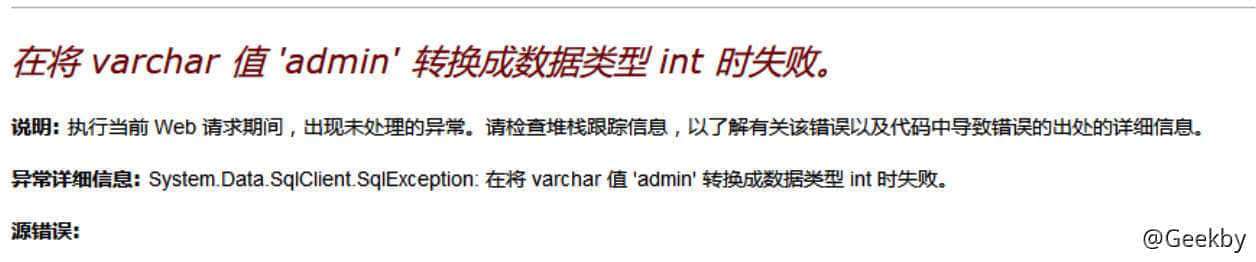 在将 varchar 值 'admin' 转换成数据类型 int 时失败。
说明: 执行当前 Web 请求期间，出现未处理的异常。请检查堆栈跟踪信息，以了解有关该错误以及代码中导致错误的出处的详细信息。
异常详细信息: System.Data.SqlClient.SqlException: 在将 varchar 值 'admin' 转换成数据类型 int 时失败。
源错误:
@Geekby